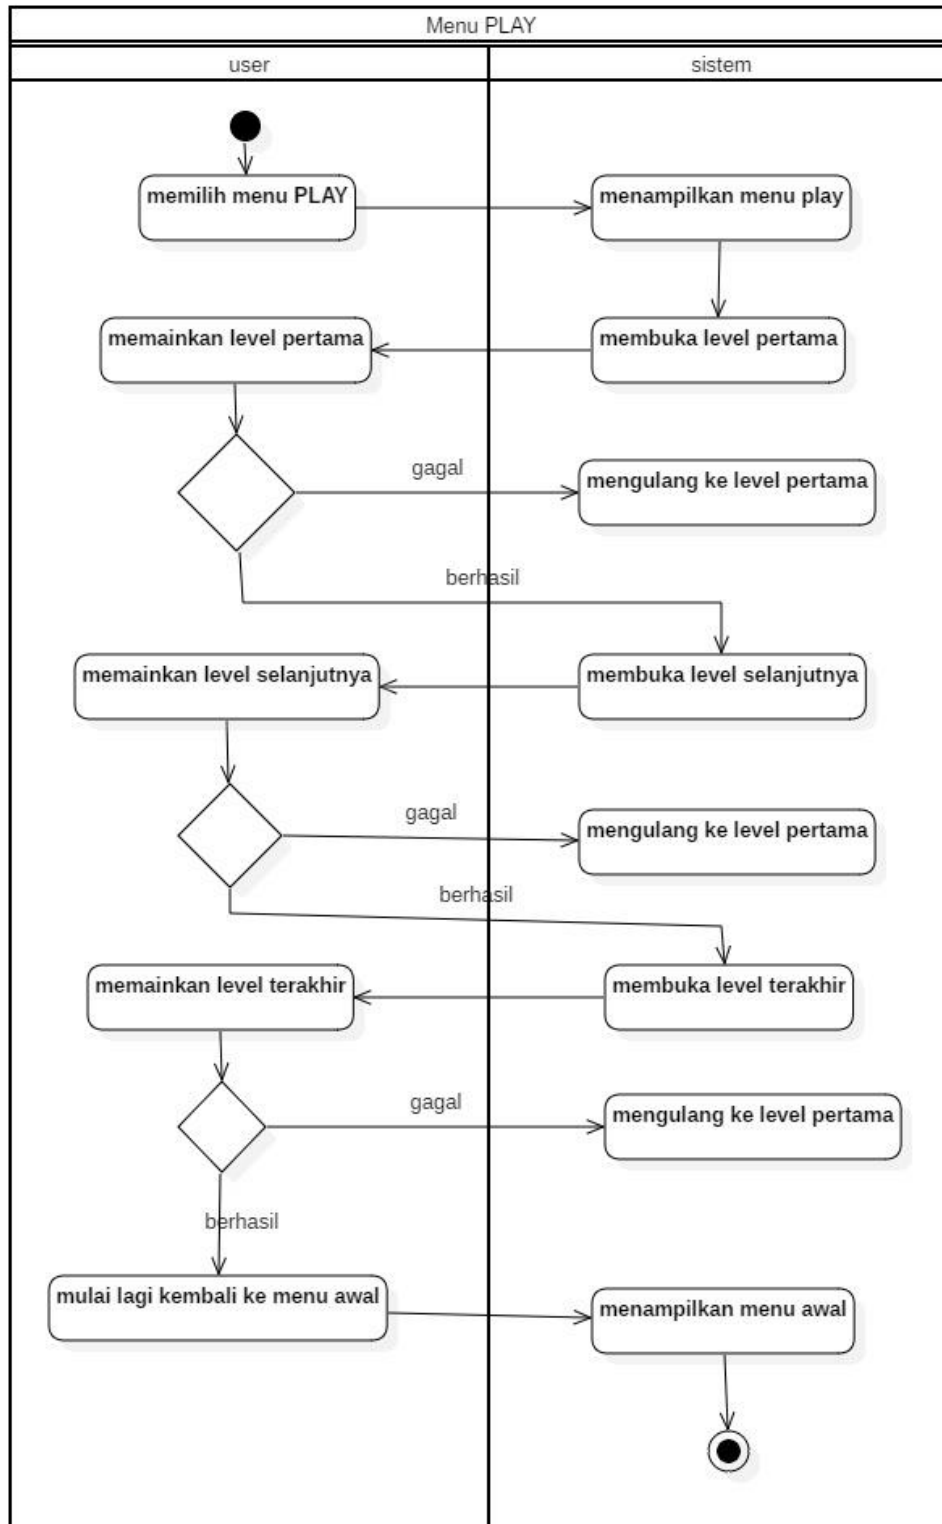 Menu PLAY
user
sistem
memilih menu PLAY
menampilkan menu play
memainkan level pertama
membuka level pertama
gagal
mengulang ke level pertama
berhasil
memainkan level selanjutnya
membuka level selanjutnya
gagal
mengulang ke level pertama
berhasil
memainkan level terakhir
membuka level terakhir
gagal
mengulang ke level pertama
berhasil
mulai lagi kembali ke menu awal
menampilkan menu awal